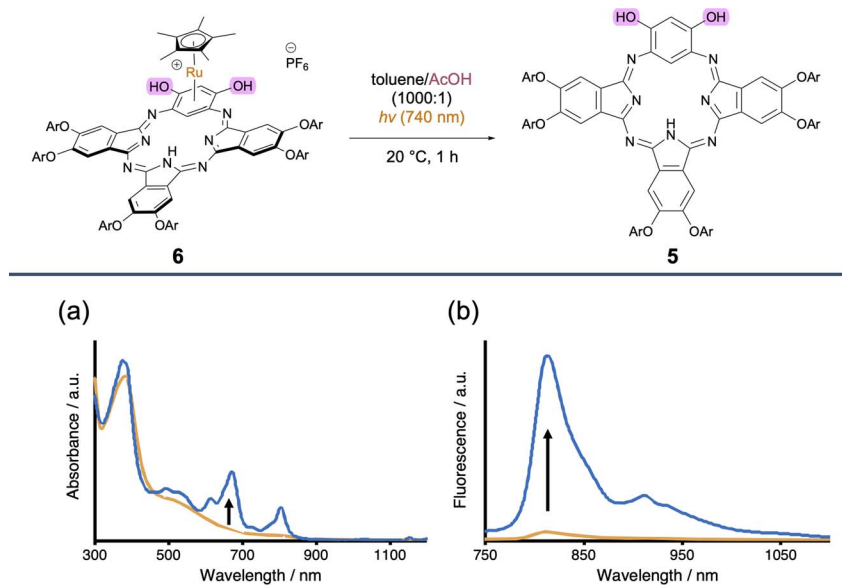 Ru
⊕
⊖
PF6
HO
OH
N
N
N
N
N
H
N
N
ArO
ArO
OAr
OAr
ArO
OAr
6
toluene/AcOH
(1000:1)
hν (740 nm)
20 °C, 1 h
HO
OH
N
N
ArO
OAr
N
N
ArO
OAr
H
N
N
N
ArO
OAr
5
(a)
Absorbance / a.u.
300 500 700 900 1100
Wavelength / nm
(b)
Fluorescence / a.u.
750 850 950 1050
Wavelength / nm